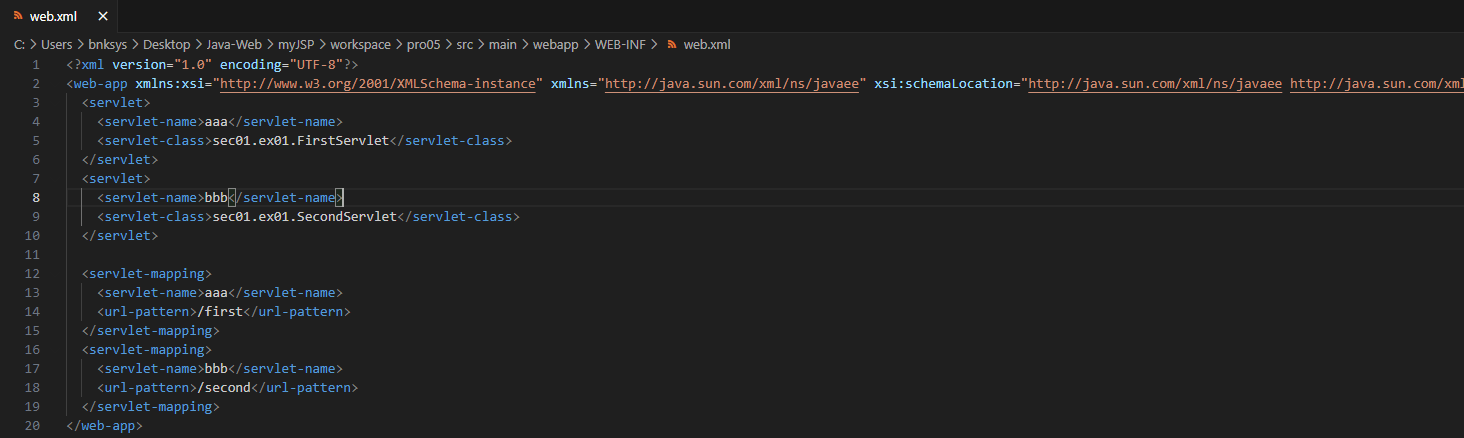 web.xml ×
C: > Users > bnksys > Desktop > Java-Web > myJSP > workspace > pro05 > src > main > webapp > WEB-INF > web.xml
1 <?xml version="1.0" encoding="UTF-8"?>
2 <web-app xmlns:xsi="http://www.w3.org/2001/XMLSchema-instance" xmlns="http://java.sun.com/xml/ns/javaee" xsi:schemaLocation="http://java.sun.com/xml/ns/javaee http://java.sun.com/xml
3 <servlet>
4 <servlet-name>aaa</servlet-name>
5 <servlet-class>sec01.ex01.FirstServlet</servlet-class>
6 </servlet>
7 <servlet>
8 <servlet-name>bbb</servlet-name>
9 <servlet-class>sec01.ex01.SecondServlet</servlet-class>
10 </servlet>
11
12 <servlet-mapping>
13 <servlet-name>aaa</servlet-name>
14 <url-pattern>/first</url-pattern>
15 </servlet-mapping>
16 <servlet-mapping>
17 <servlet-name>bbb</servlet-name>
18 <url-pattern>/second</url-pattern>
19 </servlet-mapping>
20 </web-app>